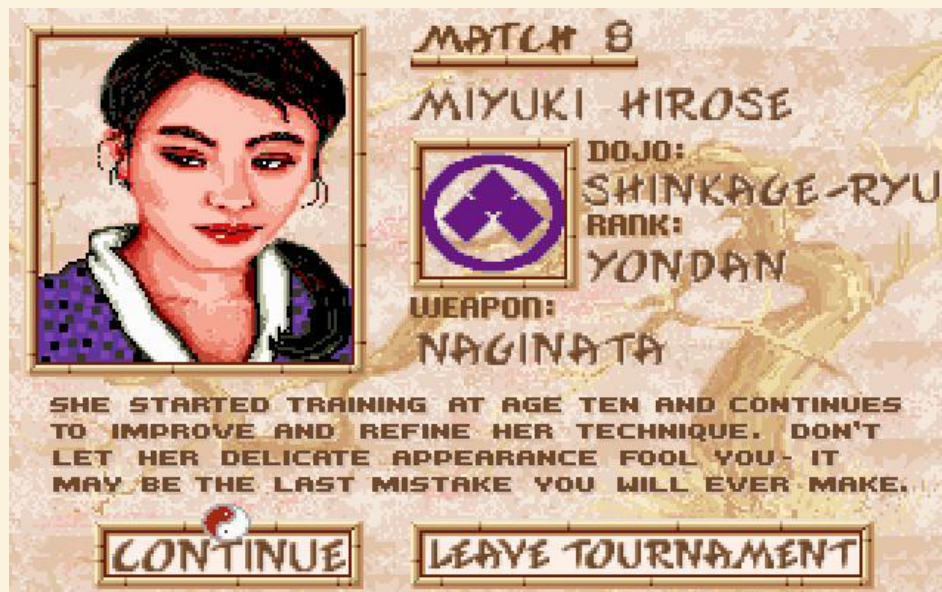 MATCH 8
MIYUKI HIROSE
DOJO:
SHINKAGE-RYU
RANK:
YONDAN
WEAPON:
NAGINATA
SHE STARTED TRAINING AT AGE TEN AND CONTINUES
TO IMPROVE AND REFINE HER TECHNIQUE. DON'T
LET HER DELICATE APPEARANCE FOOL YOU- IT
MAY BE THE LAST MISTAKE YOU WILL EVER MAKE.
CONTINUE
LEAVE TOURNAMENT